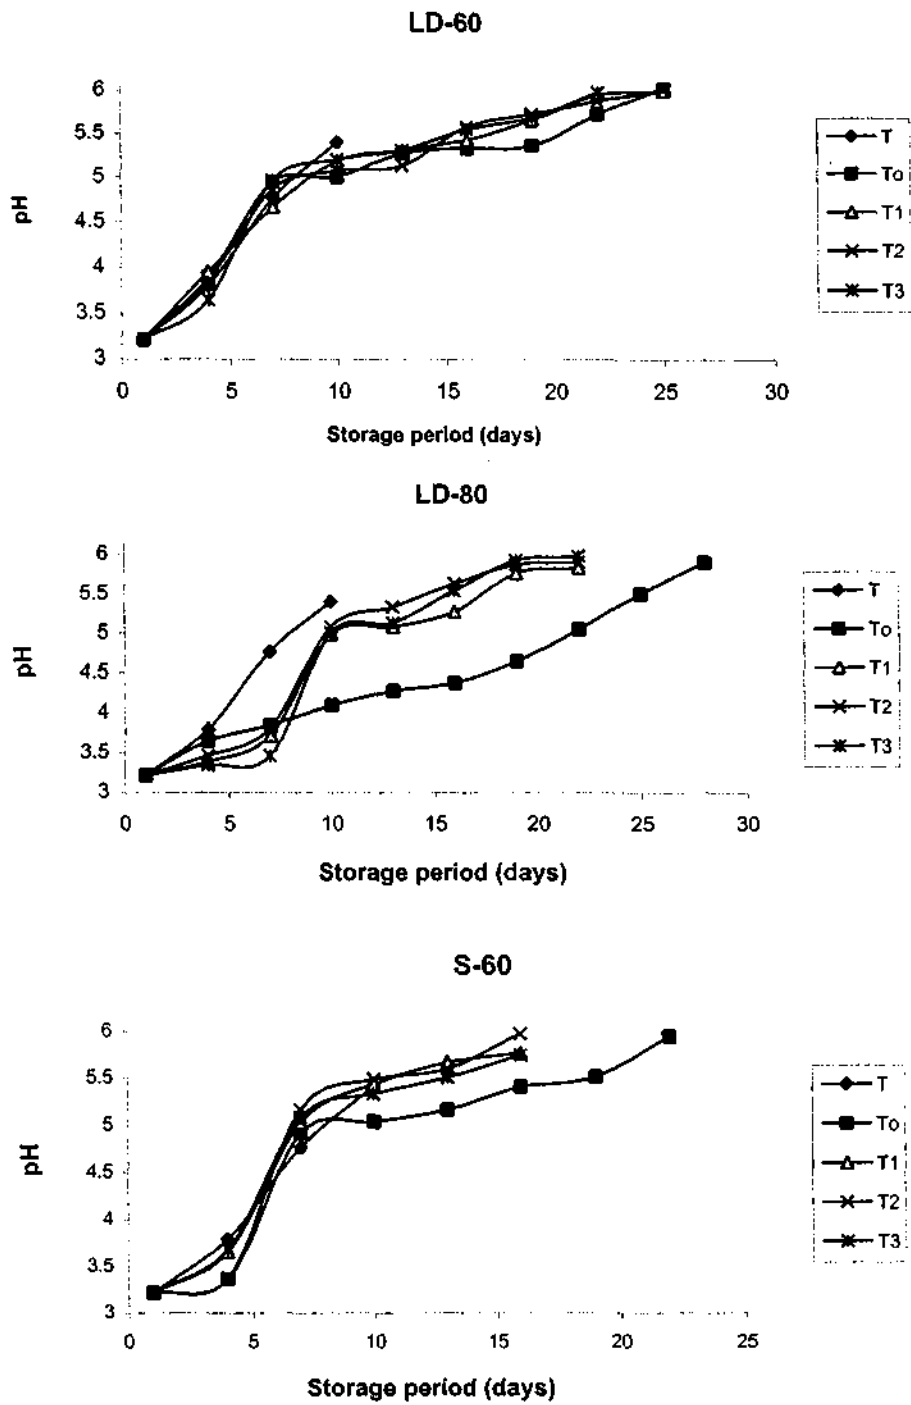 LD-60
6
5.5
5
4.5
4
3.5
3
pH
0 5 10 15 20 25 30
Storage period (days)
T
To
T1
T2
T3
LD-80
6
5.5
5
4.5
4
3.5
3
pH
0 5 10 15 20 25 30
Storage period (days)
T
To
T1
T2
T3
S-60
6
5.5
5
4.5
4
3.5
3
pH
0 5 10 15 20 25
Storage period (days)
T
To
T1
T2
T3